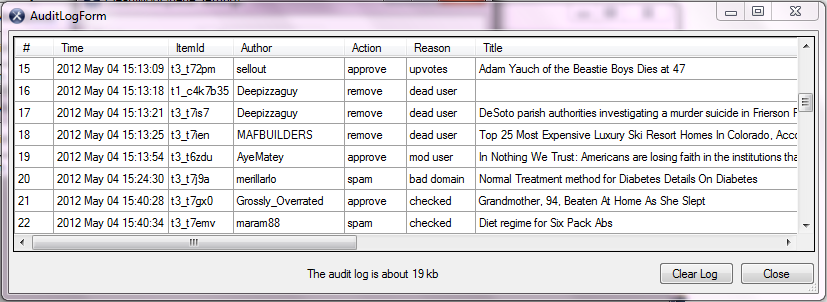 AuditLogForm
# Time ItemId Author Action Reason Title
15 2012 May 04 15:13:09 t3_t72pm sellout approve upvotes Adam Yauch of the Beastie Boys Dies at 47
16 2012 May 04 15:13:18 t1_c4k7b35 Deepizzaguy remove dead user
17 2012 May 04 15:13:21 t3_t7is7 Deepizzaguy remove dead user DeSoto parish authorities investigating a murder suicide in Frierson
18 2012 May 04 15:13:25 t3_t7ien MAFBUILDERS remove dead user Top 25 Most Expensive Luxury Ski Resort Homes In Colorado, Acco
19 2012 May 04 15:13:54 t3_t6zdu AyeMatey approve mod user In Nothing We Trust: Americans are losing faith in the institutions tha
20 2012 May 04 15:24:30 t3_t7j9a merillarlo spam bad domain Normal Treatment method for Diabetes Details On Diabetes
21 2012 May 04 15:40:28 t3_t7gx0 Grossly_Overrated approve checked Grandmother, 94, Beaten At Home As She Slept
22 2012 May 04 15:40:34 t3_t7emv maram88 spam checked Diet regime for Six Pack Abs
The audit log is about 19 kb
Clear Log
Close